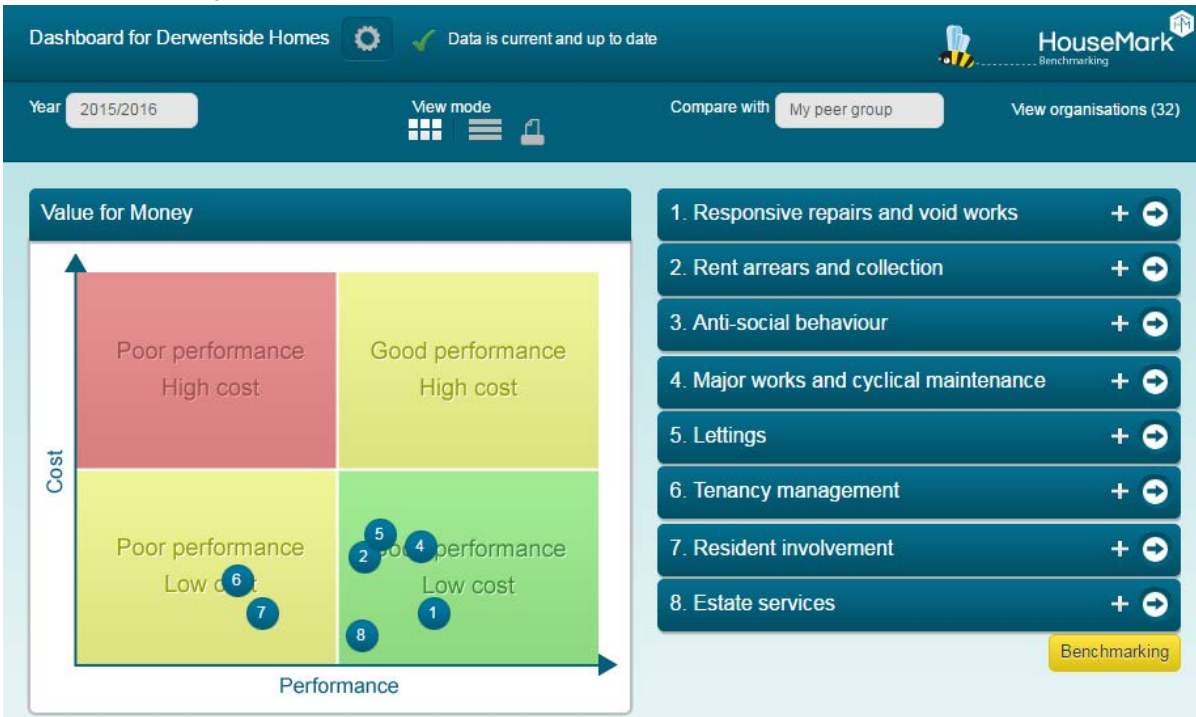 Dashboard for Derwentside Homes
Data is current and up to date
HouseMark
Benchmarking
Year
2015/2016
View mode
Compare with
My peer group
View organisations (32)
Value for Money
Cost
Poor performance
High cost
Good performance
High cost
Poor performance
Low cost
6
7
5
2
4
performance
Low cost
1
8
Performance
1. Responsive repairs and void works
2. Rent arrears and collection
3. Anti-social behaviour
4. Major works and cyclical maintenance
5. Lettings
6. Tenancy management
7. Resident involvement
8. Estate services
Benchmarking